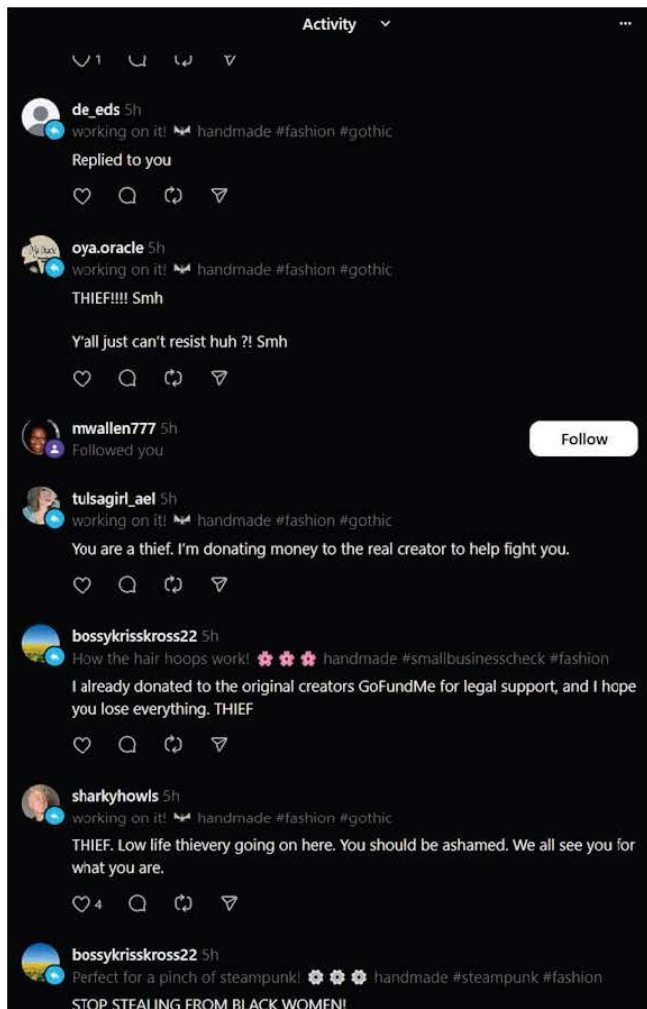 Activity
1
de_eds 5h
working on it! handmade #fashion #gothic
Replied to you
oya.oracle 5h
working on it! handmade #fashion #gothic
THIEF!!!! Smh
Y'all just can't resist huh ?! Smh
mwallen777 5h
Followed you
Follow
tulsagirl_ael 5h
working on it! handmade #fashion #gothic
You are a thief. I'm donating money to the real creator to help fight you.
bossykrisskross22 5h
How the hair hoops work! 🌸 🌸 🌸 handmade #smallbusinesscheck #fashion
I already donated to the original creators GoFundMe for legal support, and I hope
you lose everything. THIEF
sharkyhowls 5h
working on it! handmade #fashion #gothic
THIEF. Low life thievery going on here. You should be ashamed. We all see you for
what you are.
4
bossykrisskross22 5h
Perfect for a pinch of steampunk! ⚙️ ⚙️ ⚙️ handmade #steampunk #fashion
STOP STEALING FROM BLACK WOMEN!